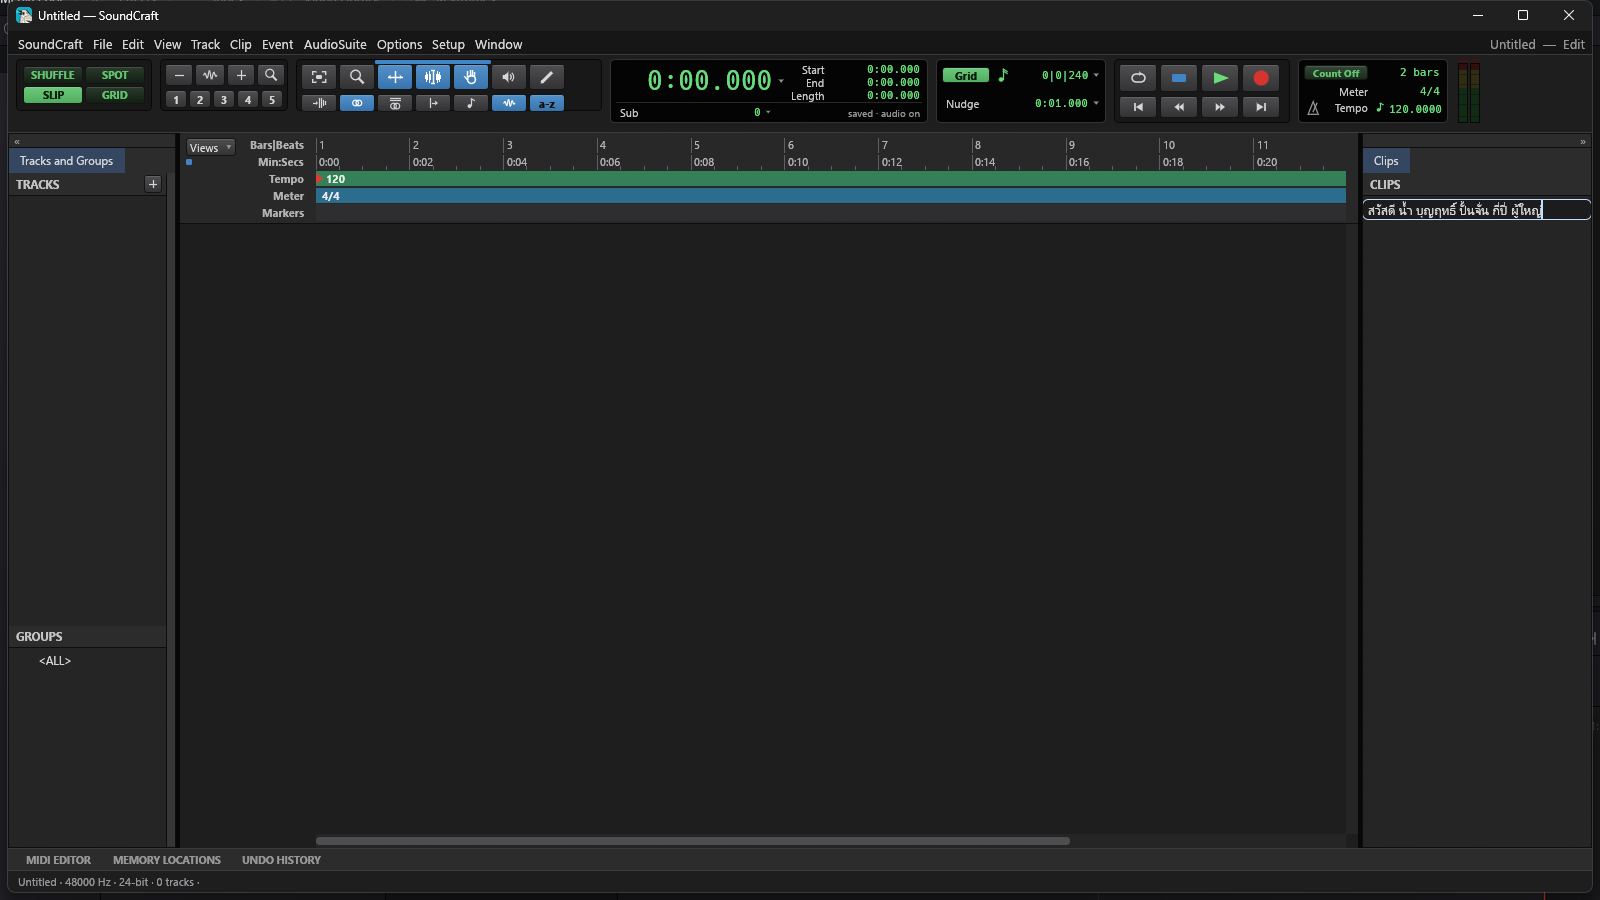 Untitled — SoundCraft
SoundCraft File Edit View Track Clip Event AudioSuite Options Setup Window
Untitled — Edit
SHUFFLE SPOT
SLIP GRID
1 2 3 4 5
a-z
0:00.000
Start 0:00.000
End 0:00.000
Length 0:00.000
Sub 0
saved · audio on
Grid 0|0|240
Nudge 0:01.000
Count Off 2 bars
Meter 4/4
Tempo 120.0000
«
Tracks and Groups
TRACKS
+
GROUPS
<ALL>
Views
Bars|Beats 1 2 3 4 5 6 7 8 9 10 11
Min:Secs 0:00 0:02 0:04 0:06 0:08 0:10 0:12 0:14 0:16 0:18 0:20
Tempo 120
Meter 4/4
Markers
»
Clips
CLIPS
สวัสดี น้ำ บุญฤทธิ์ ปั้นจั่น กี่ปี่ ผู้ใหญ่
MIDI EDITOR MEMORY LOCATIONS UNDO HISTORY
Untitled · 48000 Hz · 24-bit · 0 tracks ·